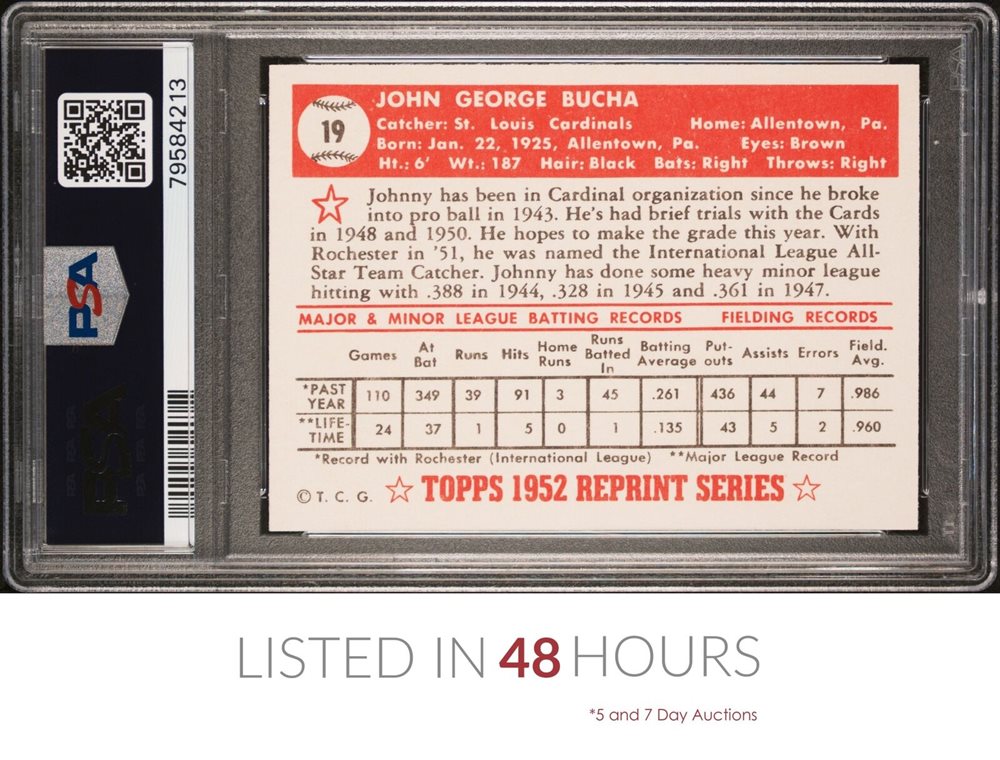 79584213
PSA
PSA
19
JOHN GEORGE BUCHA
Catcher: St. Louis Cardinals Home: Allentown, Pa.
Born: Jan. 22, 1925, Allentown, Pa. Eyes: Brown
Ht.: 6' Wt.: 187 Hair: Black Bats: Right Throws: Right
Johnny has been in Cardinal organization since he broke
into pro ball in 1943. He's had brief trials with the Cards
in 1948 and 1950. He hopes to make the grade this year. With
Rochester in '51, he was named the International League All-
Star Team Catcher. Johnny has done some heavy minor league
hitting with .388 in 1944, .328 in 1945 and .361 in 1947.
MAJOR & MINOR LEAGUE BATTING RECORDS FIELDING RECORDS
Games At Bat Runs Hits Home Runs Runs Batted In Batting Average Put-outs Assists Errors Field. Avg.
*PAST YEAR 110 349 39 91 3 45 .261 436 44 7 .986
**LIFE-TIME 24 37 1 5 0 1 .135 43 5 2 .960
*Record with Rochester (International League) **Major League Record
© T. C. G. TOPPS 1952 REPRINT SERIES
LISTED IN 48 HOURS
*5 and 7 Day Auctions